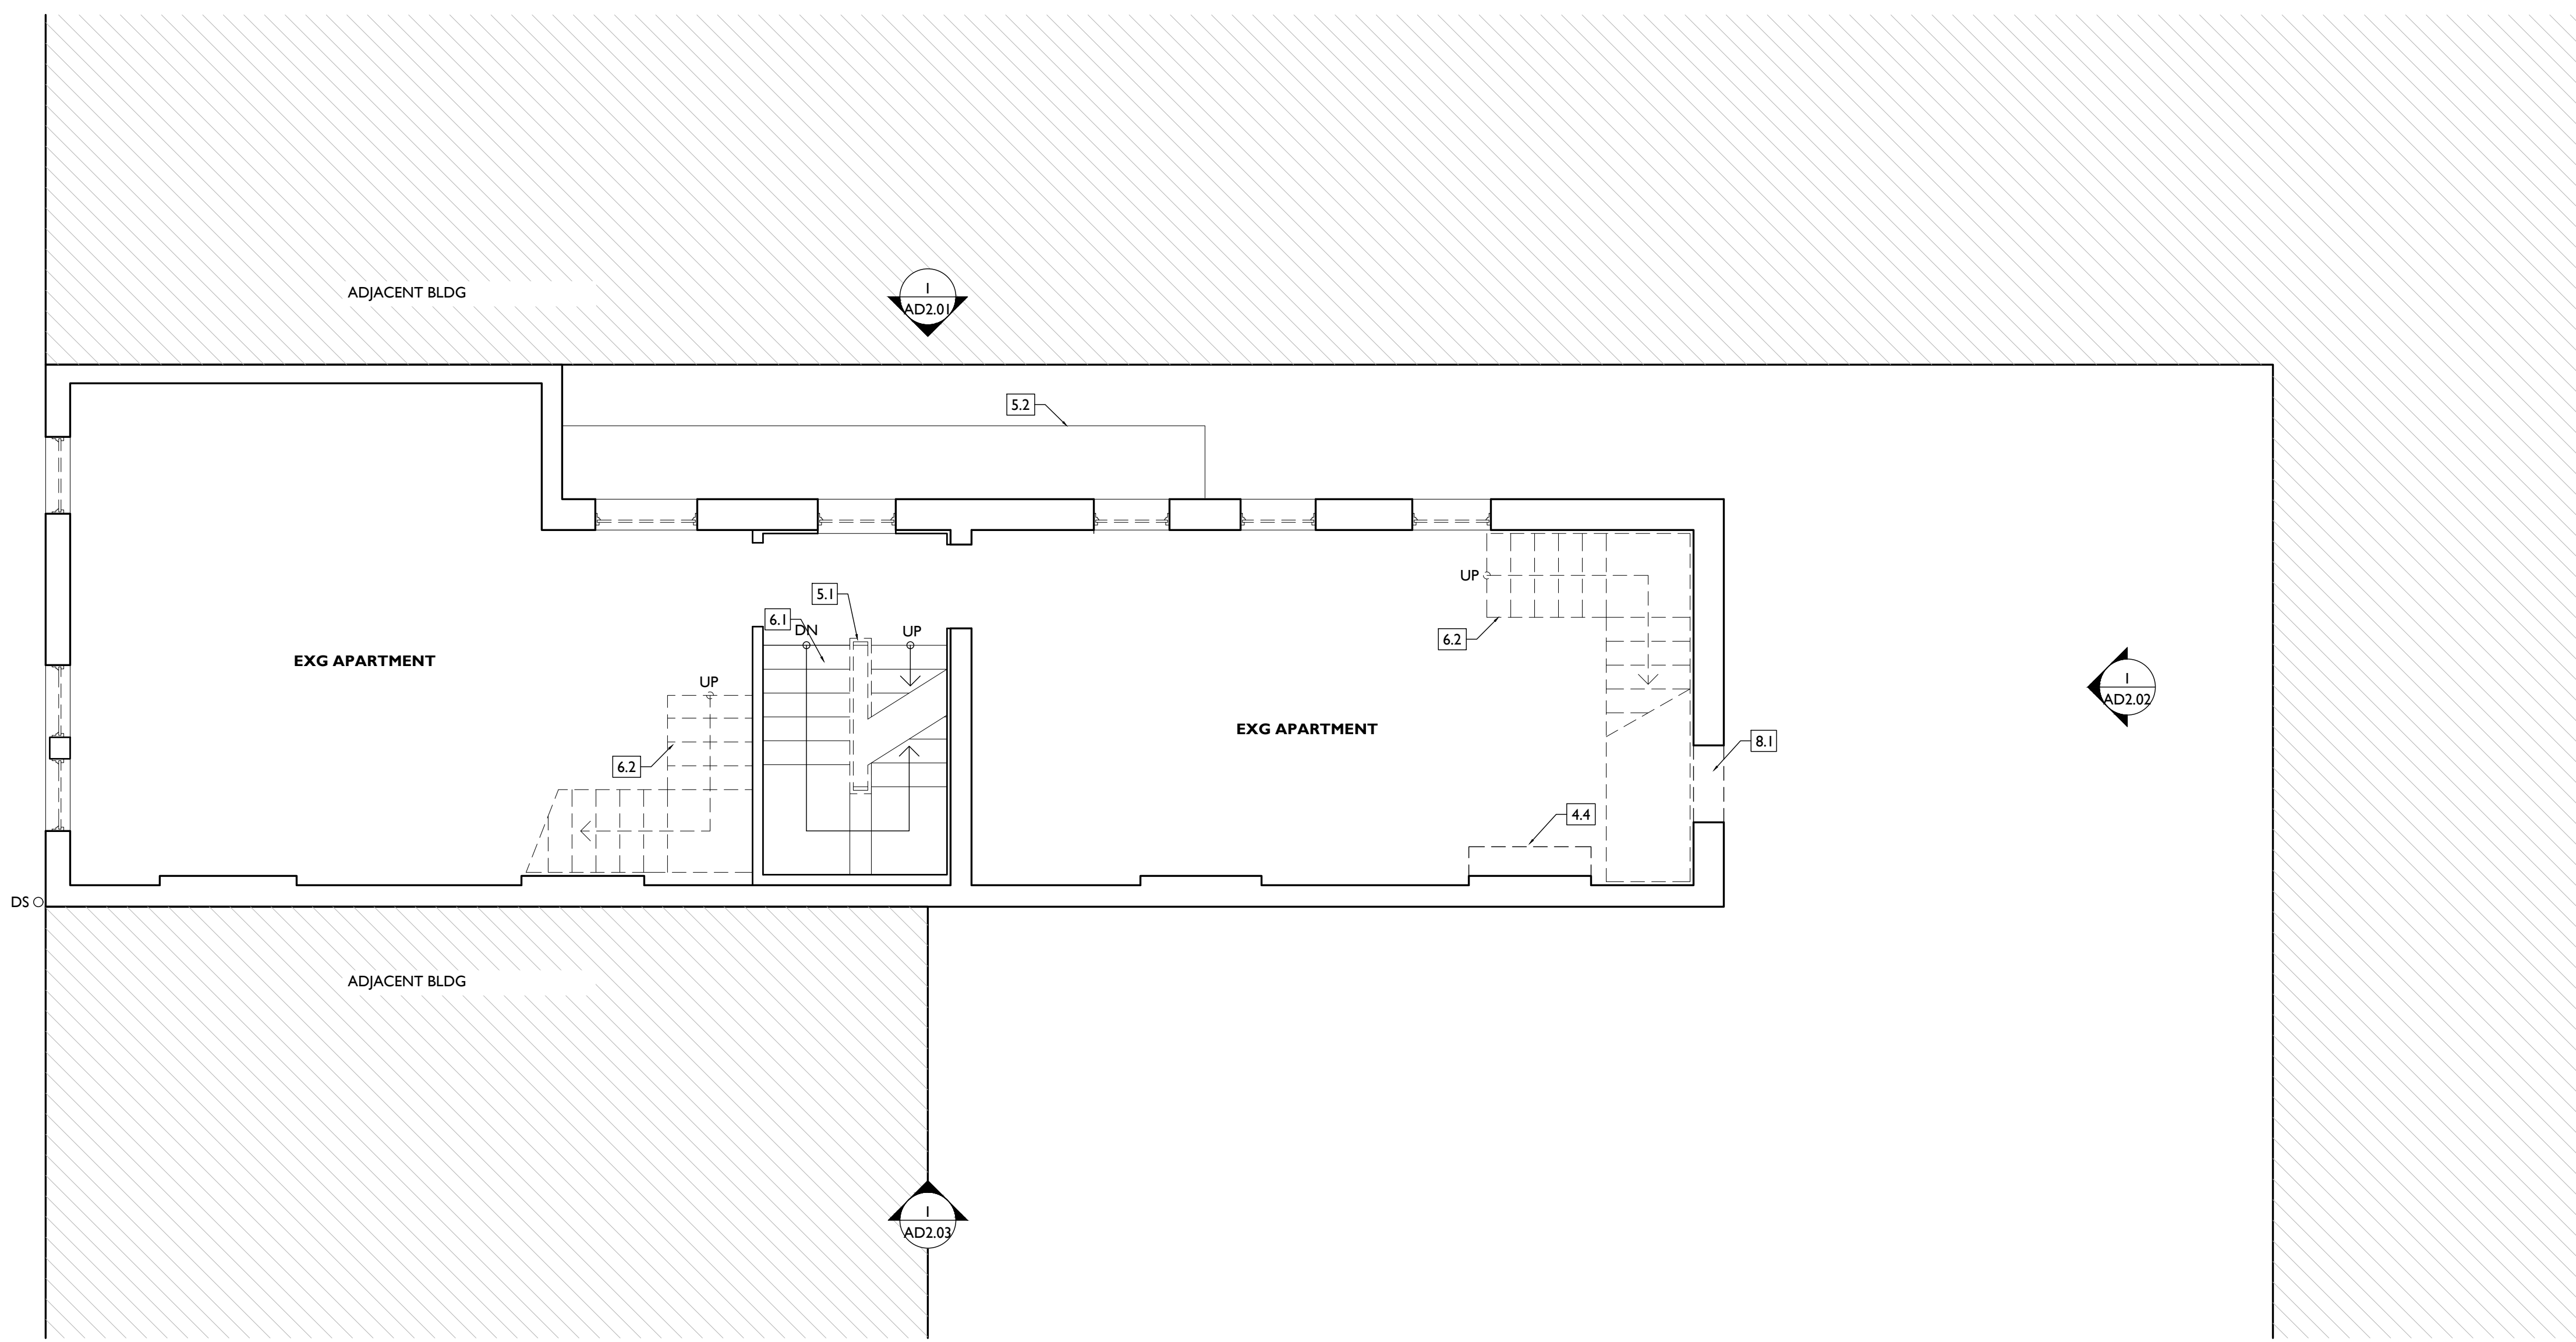 ADJACENT BLDG
1
AD2.01
5.2
UP
5.1
6.1
DN
UP
6.2
EXG APARTMENT
UP
1
AD2.02
EXG APARTMENT
8.1
6.2
4.4
DS
ADJACENT BLDG
1
AD2.03